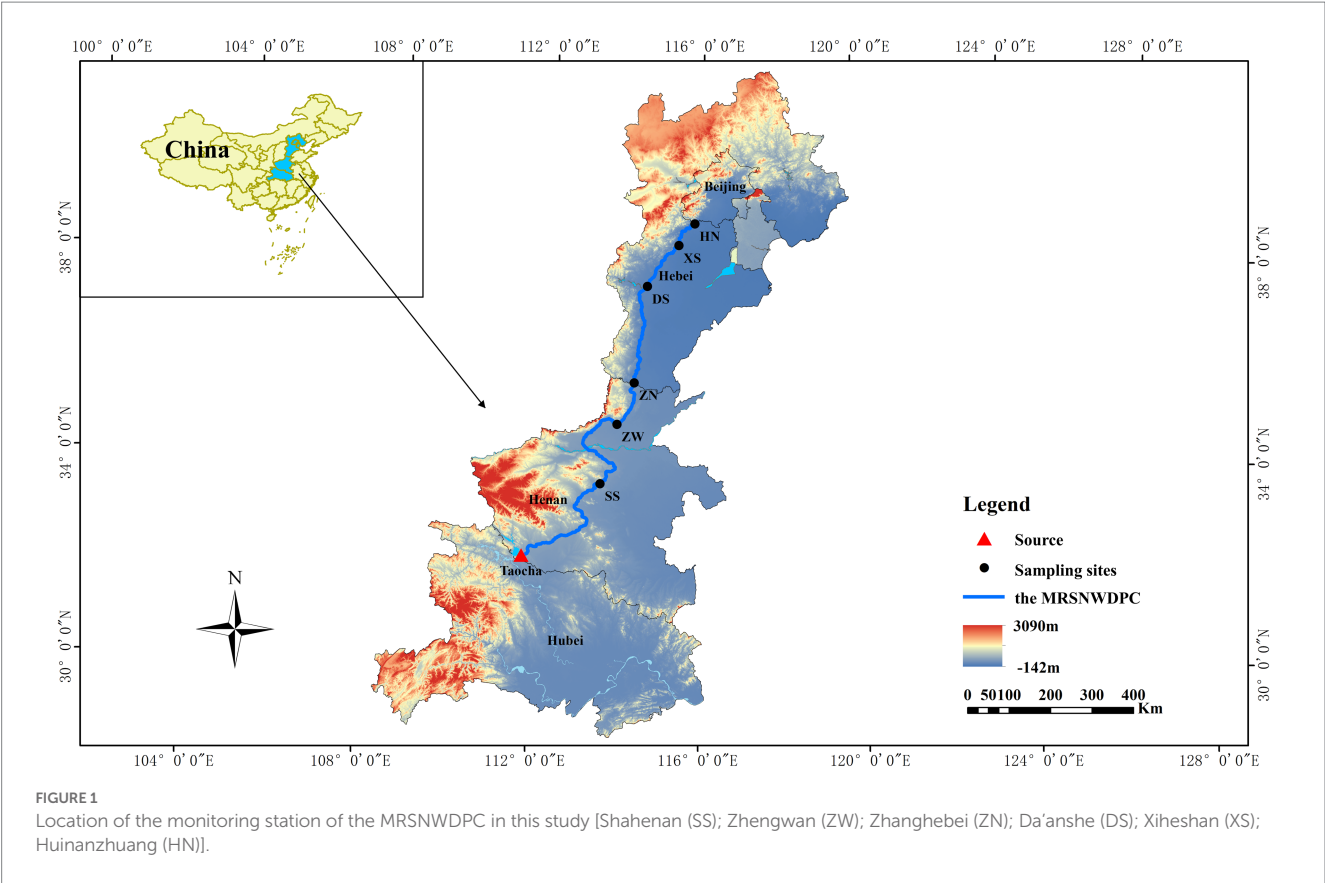 100° 0'0"E 104° 0'0"E 108° 0'0"E 112° 0'0"E 116° 0'0"E 120° 0'0"E 124° 0'0"E 128° 0'0"E
China
Beijing
38° 0'0"N
HN
XS
38° 0'0"N
Hebei
DS
ZN
34° 0'0"N
ZW
34° 0'0"N
SS
Henan
Legend
Source
Taocha
Sampling sites
N
the MRSNWDPC
3090m
Hubei
30° 0'0"N
-142m
30° 0'0"N
0 50100 200 300 400
Km
104° 0'0"E 108° 0'0"E 112° 0'0"E 116° 0'0"E 120° 0'0"E 124° 0'0"E 128° 0'0"E
FIGURE 1
Location of the monitoring station of the MRSNWDPC in this study [Shahenan (SS); Zhengwan (ZW); Zhanghebei (ZN); Da'anshe (DS); Xiheshan (XS);
Huinanzhuang (HN)].